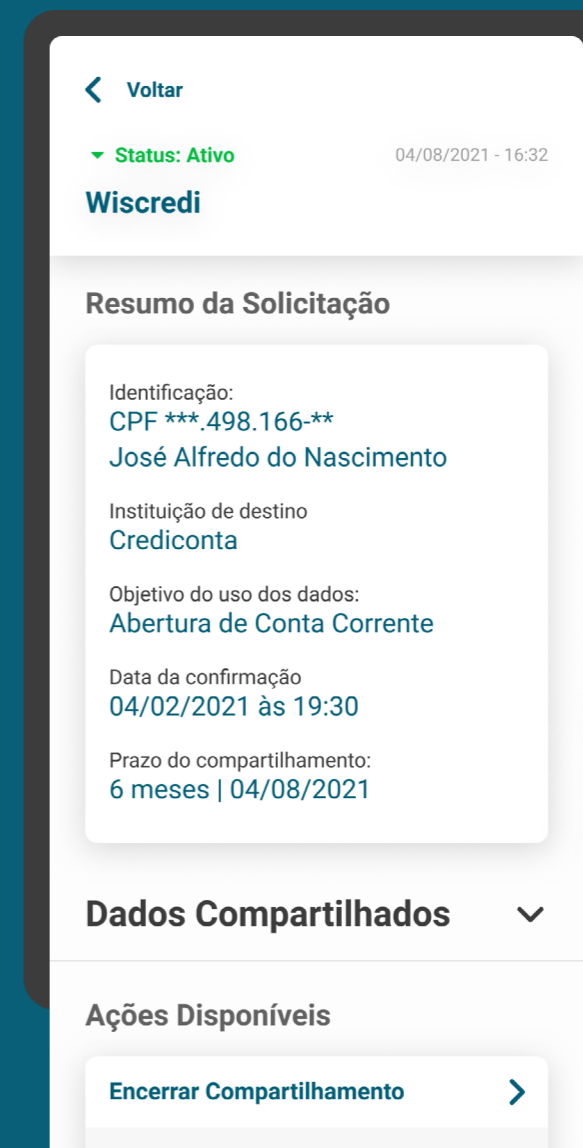 Voltar
Status: Ativo
04/08/2021 - 16:32
Wiscredi
Resumo da Solicitação
Identificação:
CPF ***.498.166-**
José Alfredo do Nascimento
Instituição de destino
Crediconta
Objetivo do uso dos dados:
Abertura de Conta Corrente
Data da confirmação
04/02/2021 às 19:30
Prazo do compartilhamento:
6 meses | 04/08/2021
Dados Compartilhados
Ações Disponíveis
Encerrar Compartilhamento